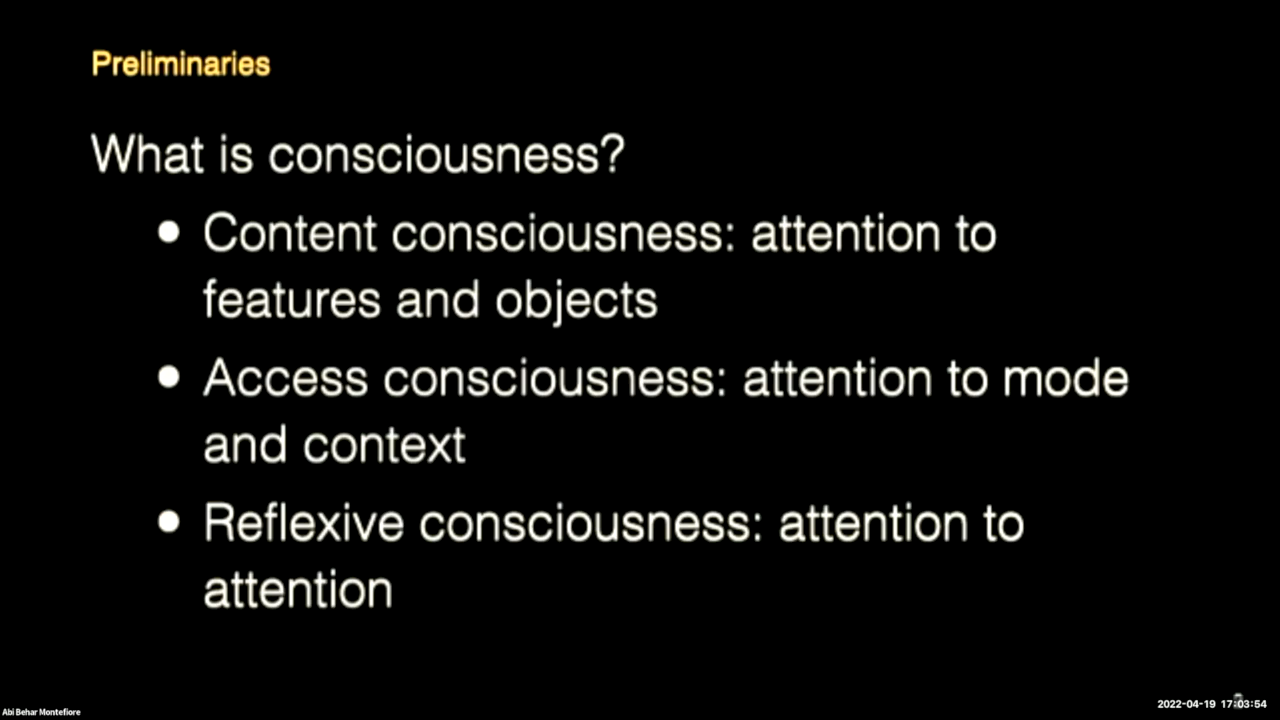 Preliminaries
What is consciousness?
• Content consciousness: attention to
features and objects
• Access consciousness: attention to mode
and context
• Reflexive consciousness: attention to
attention
Abi Behar Montefiore
2022-04-19 17:03:54